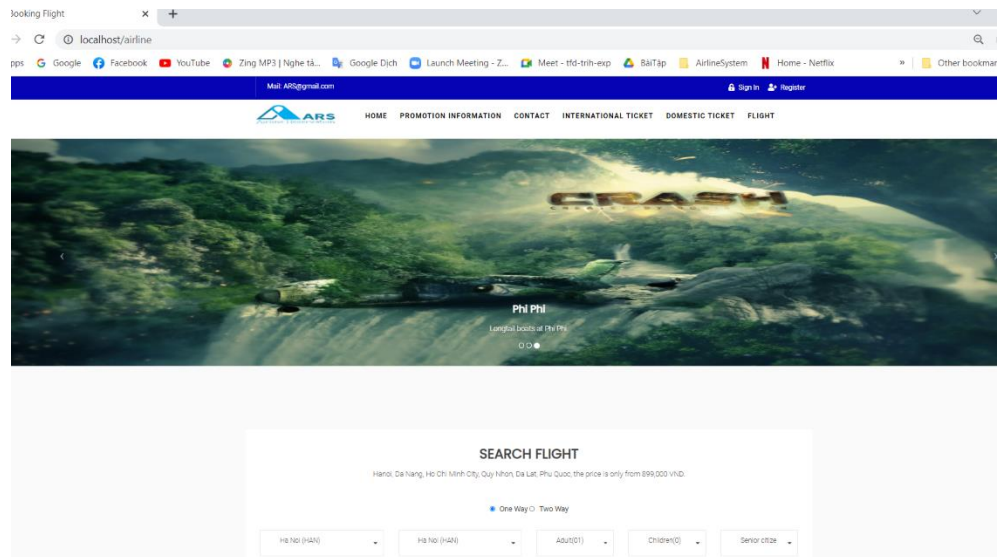 Booking Flight
localhost/airline
pps Google Facebook YouTube Zing MP3 | Nghe tả... Google Dịch Launch Meeting - Z... Meet - tfd-trih-exp BàiTập AirlineSystem Home - Netflix » Other bookmar
Mail: ARS@gmail.com Sign In Register
ARS HOME PROMOTION INFORMATION CONTACT INTERNATIONAL TICKET DOMESTIC TICKET FLIGHT
CRASH
Phi Phi
Longtail boats at Phi Phi
SEARCH FLIGHT
Hanoi, Da Nang, Ho Chi Minh City, Quy Nhon, Da Lat, Phu Quoc, the price is only from 899,000 VND.
One Way Two Way
Ha Noi (HAN) Ha Noi (HAN) Adult(01) Children(0) Senior citize